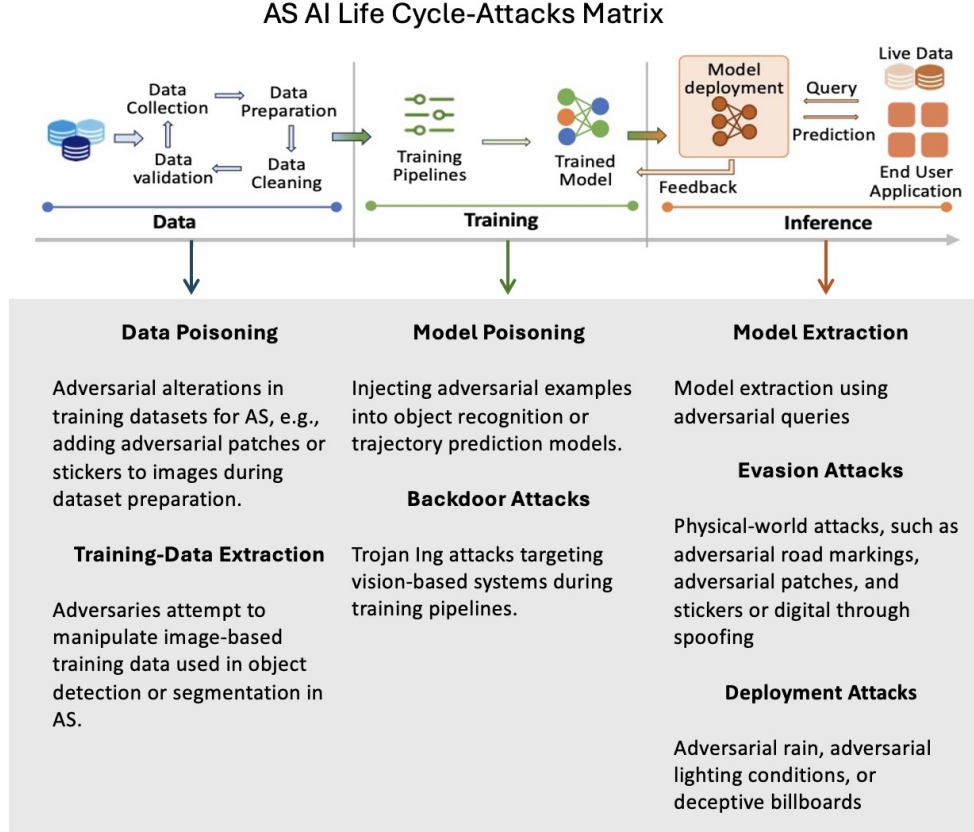 AS AI Life Cycle-Attacks Matrix
Data
Collection
Data
Preparation
Data
validation
Data
Cleaning
Training
Pipelines
Trained
Model
Model
deployment
Query
Prediction
Feedback
Live Data
End User
Application
Data
Training
Inference
Data Poisoning
Adversarial alterations in
training datasets for AS, e.g.,
adding adversarial patches or
stickers to images during
dataset preparation.
Training-Data Extraction
Adversaries attempt to
manipulate image-based
training data used in object
detection or segmentation in
AS.
Model Poisoning
Injecting adversarial examples
into object recognition or
trajectory prediction models.
Backdoor Attacks
Trojan Ing attacks targeting
vision-based systems during
training pipelines.
Model Extraction
Model extraction using
adversarial queries
Evasion Attacks
Physical-world attacks, such as
adversarial road markings,
adversarial patches, and
stickers or digital through
spoofing
Deployment Attacks
Adversarial rain, adversarial
lighting conditions, or
deceptive billboards